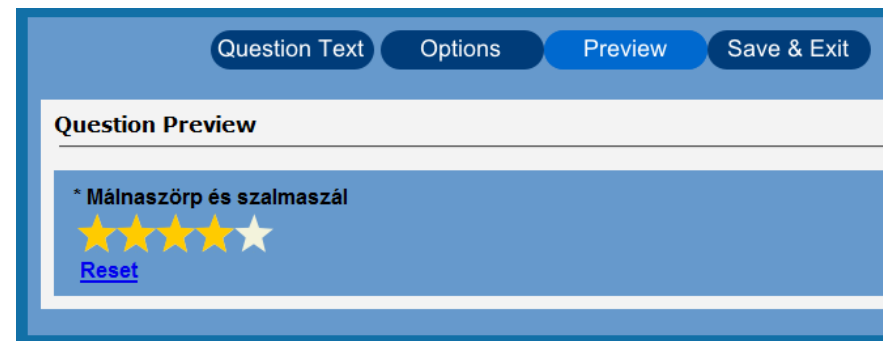 Question Text Options Preview Save & Exit
Question Preview
* Málnaszörp és szalmaszál
Reset